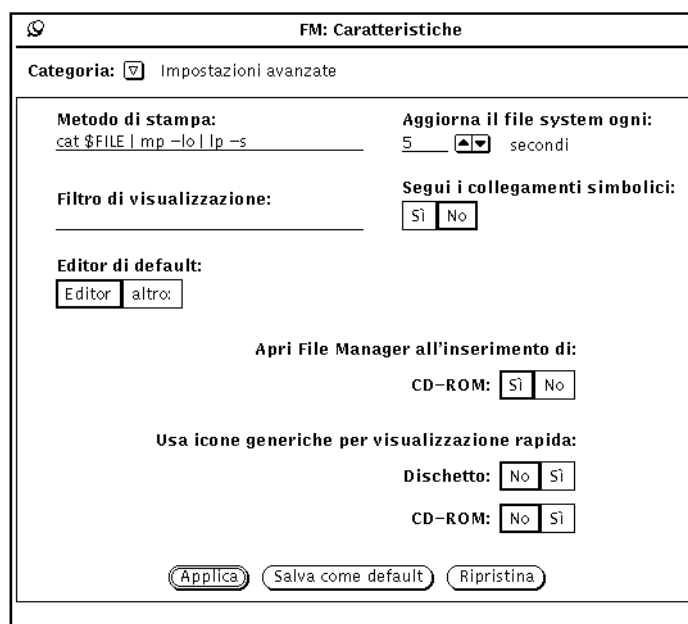 FM: Caratteristiche
Categoria: Impostazioni avanzate
Metodo di stampa:
cat $FILE | mp –lo | lp –s
Aggiorna il file system ogni:
5 secondi
Filtro di visualizzazione:
Segui i collegamenti simbolici:
Sì No
Editor di default:
Editor altro:
Apri File Manager all'inserimento di:
CD–ROM: Sì No
Usa icone generiche per visualizzazione rapida:
Dischetto: No Sì
CD–ROM: No Sì
Applica Salva come default Ripristina